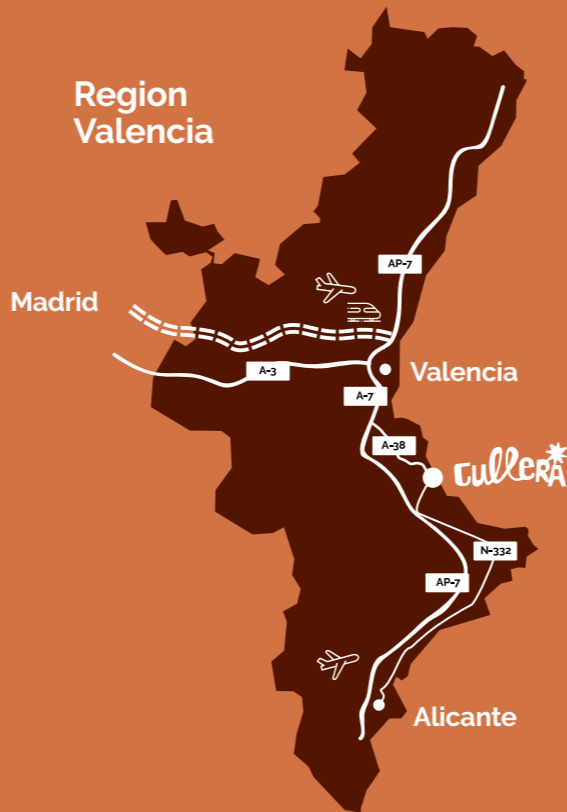 Region
Valencia
AP-7
Madrid
A-3
Valencia
A-7
A-38
cullerA
N-332
AP-7
Alicante